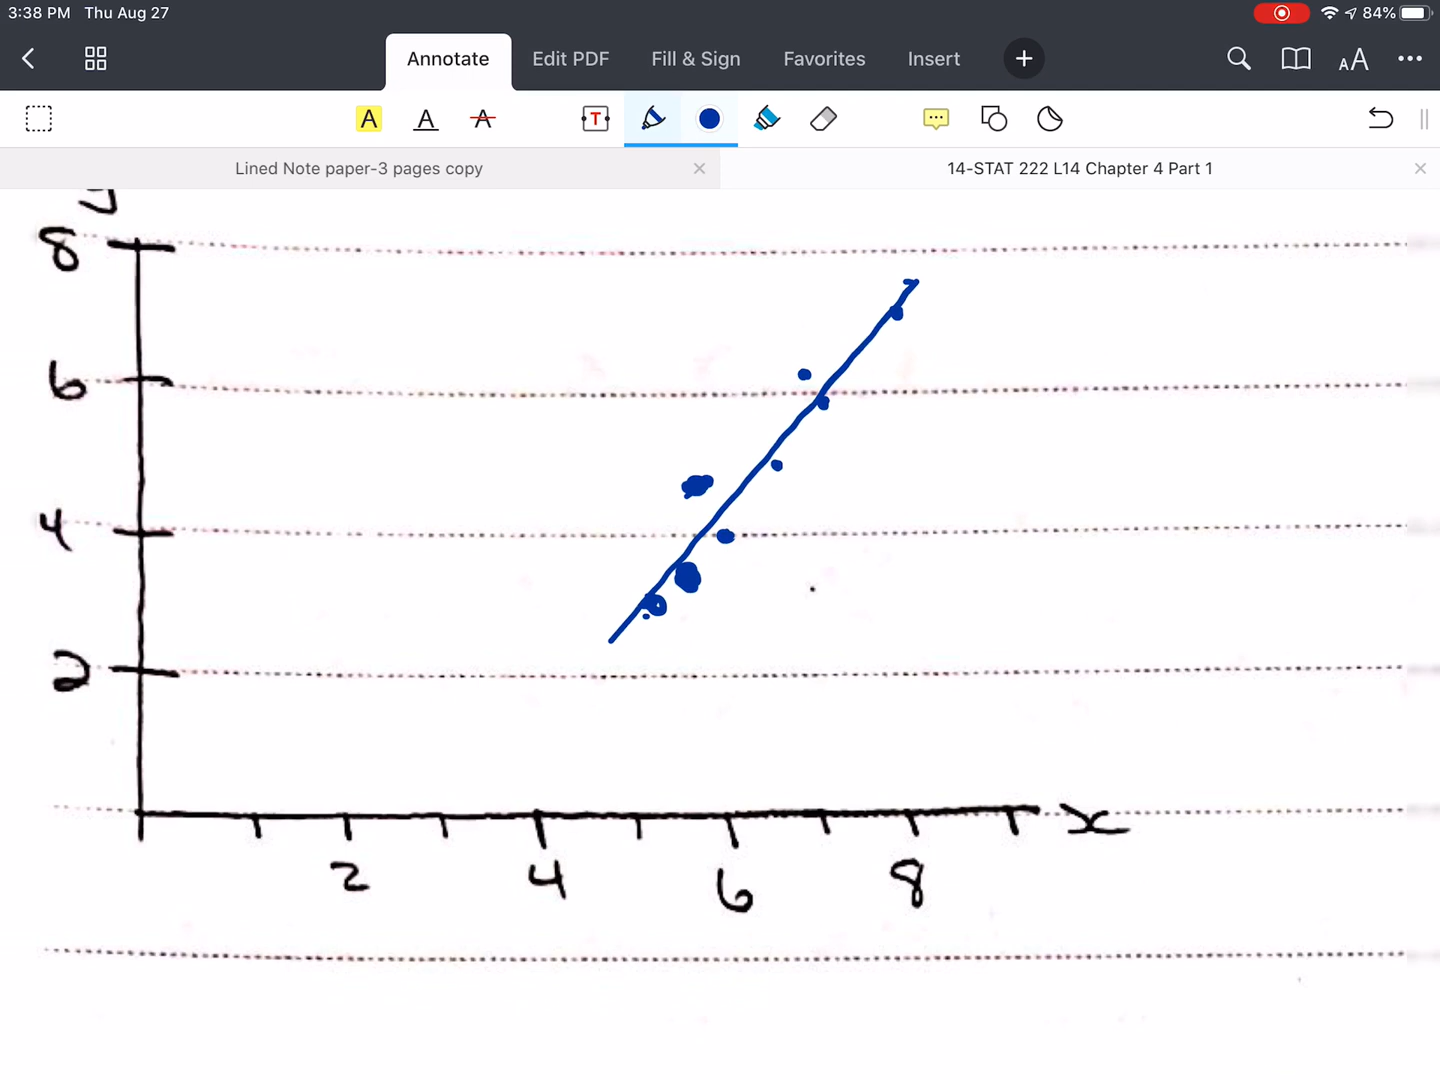 3:38 PM Thu Aug 27 84%
Annotate Edit PDF Fill & Sign Favorites Insert
A A A T AA
Lined Note paper-3 pages copy 14-STAT 222 L14 Chapter 4 Part 1
y
8
6
4
2
x
2 4 6 8